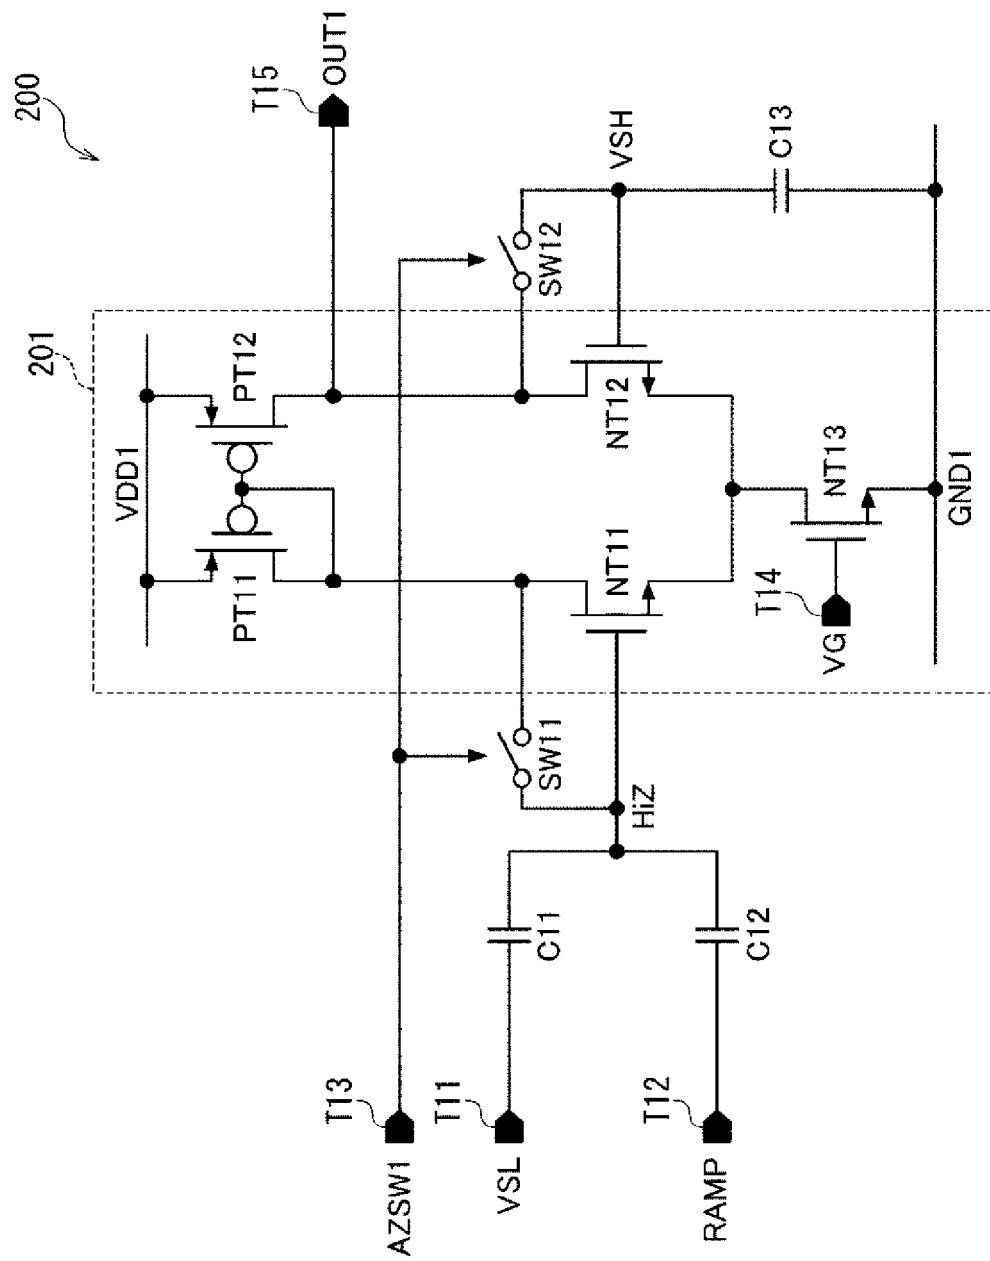 200
201
VDD1
PT11
PT12
T15
OUT1
T13
AZSW1
SW11
SW12
T11
VSL
C11
HiZ
NT11
NT12
VSH
C13
T12
RAMP
C12
T14
VG
NT13
GND1